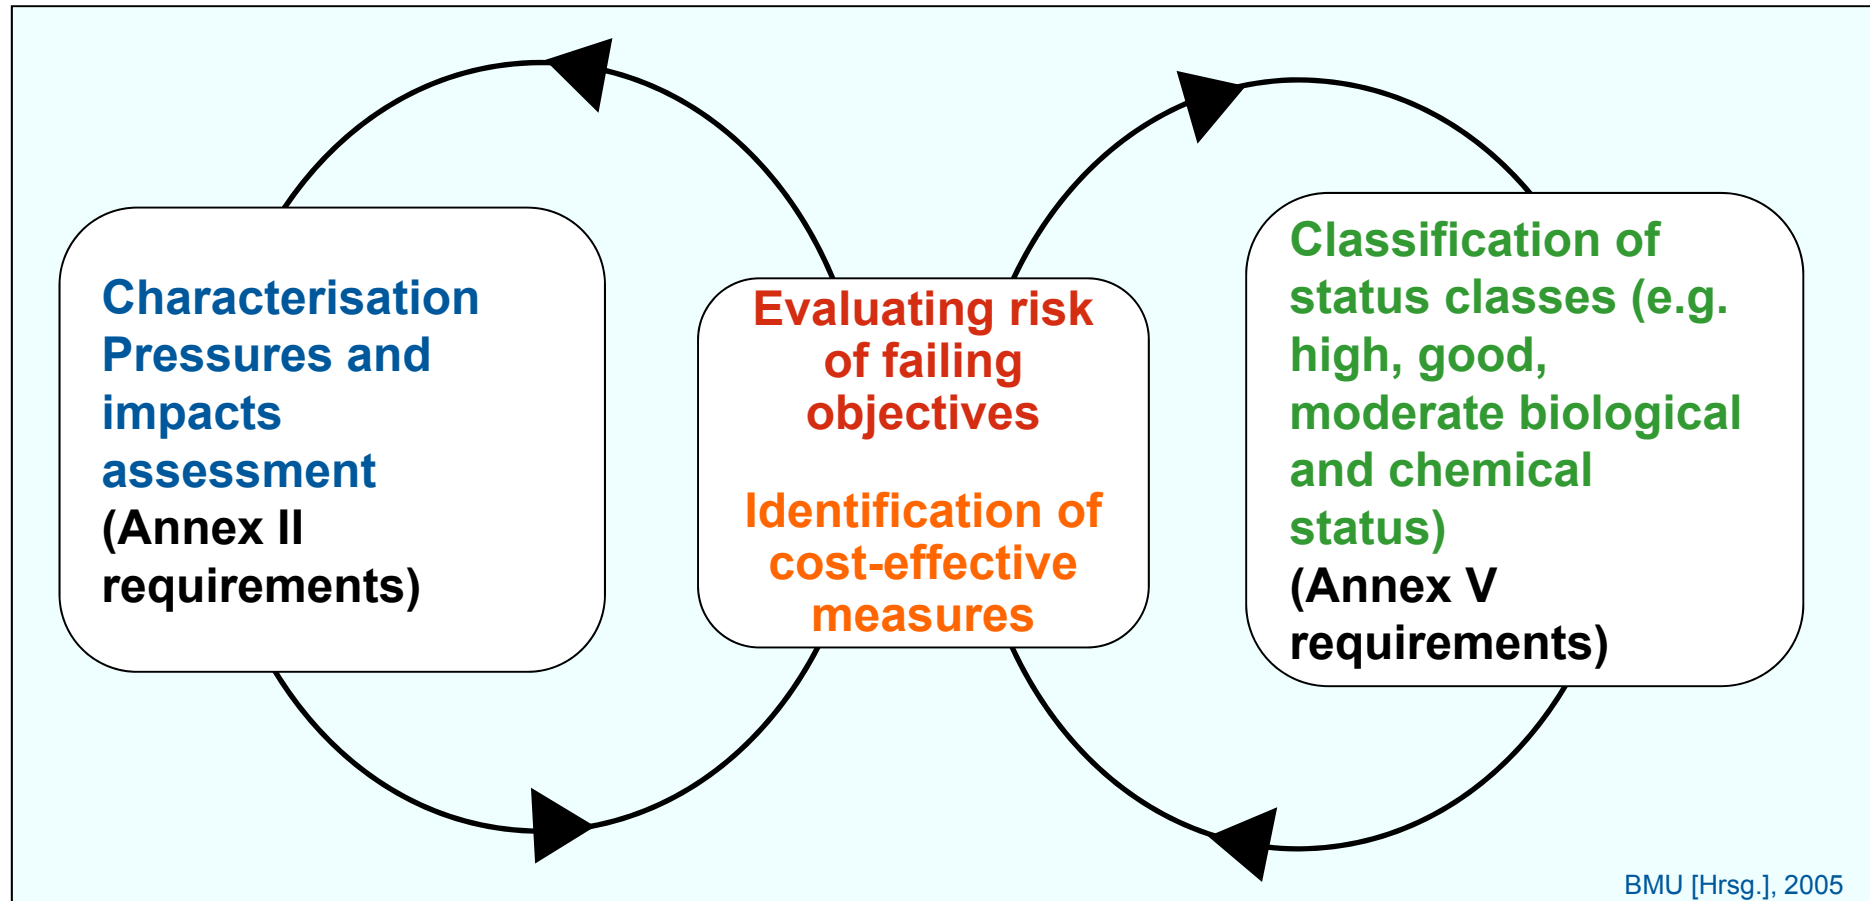 Characterisation
Pressures and
impacts
assessment
(Annex II
requirements)
Evaluating risk
of failing
objectives
Identification of
cost-effective
measures
Classification of
status classes (e.g.
high, good,
moderate biological
and chemical
status)
(Annex V
requirements)
BMU [Hrsg.], 2005